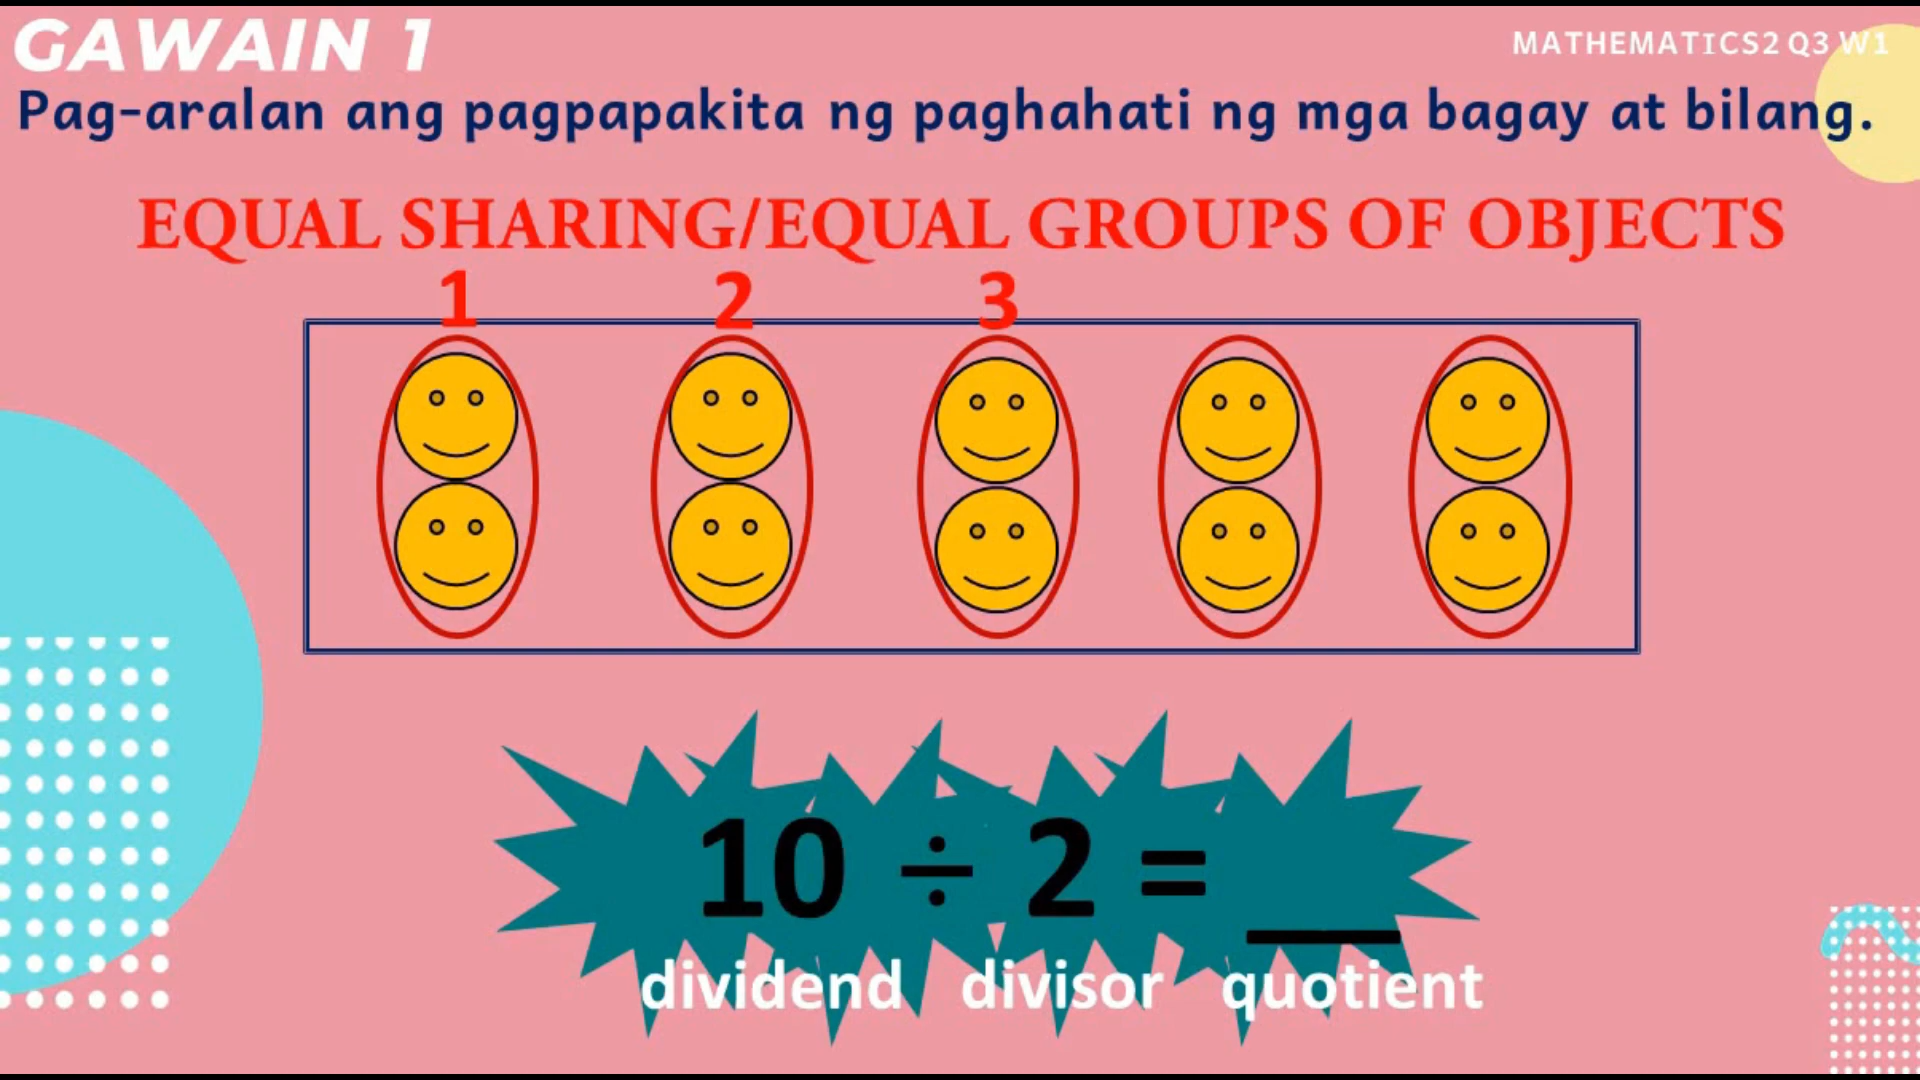 GAWAIN 1
MATHEMATICS2 Q3 W1
Pag-aralan ang pagpapakita ng paghahati ng mga bagay at bilang.
EQUAL SHARING/EQUAL GROUPS OF OBJECTS
1 2 3
10 ÷ 2 = __
dividend divisor quotient